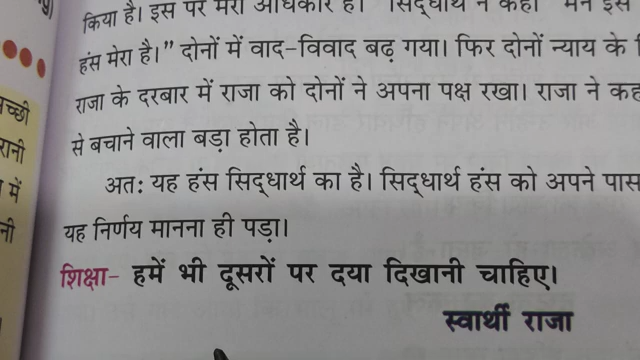 किया है। इस पर मेरा अधिकार है। सिद्धार्थ ने कहा "मैंने इसे
हंस मेरा है।" दोनों में वाद-विवाद बढ़ गया। फिर दोनों न्याय के
राजा के दरबार में राजा को दोनों ने अपना पक्ष रखा। राजा ने कह
से बचाने वाला बड़ा होता है।
अतः यह हंस सिद्धार्थ का है। सिद्धार्थ हंस को अपने पास
यह निर्णय मानना ही पड़ा।
शिक्षा- हमें भी दूसरों पर दया दिखानी चाहिए।
स्वार्थी राजा
च्छी
रानी
में
नी